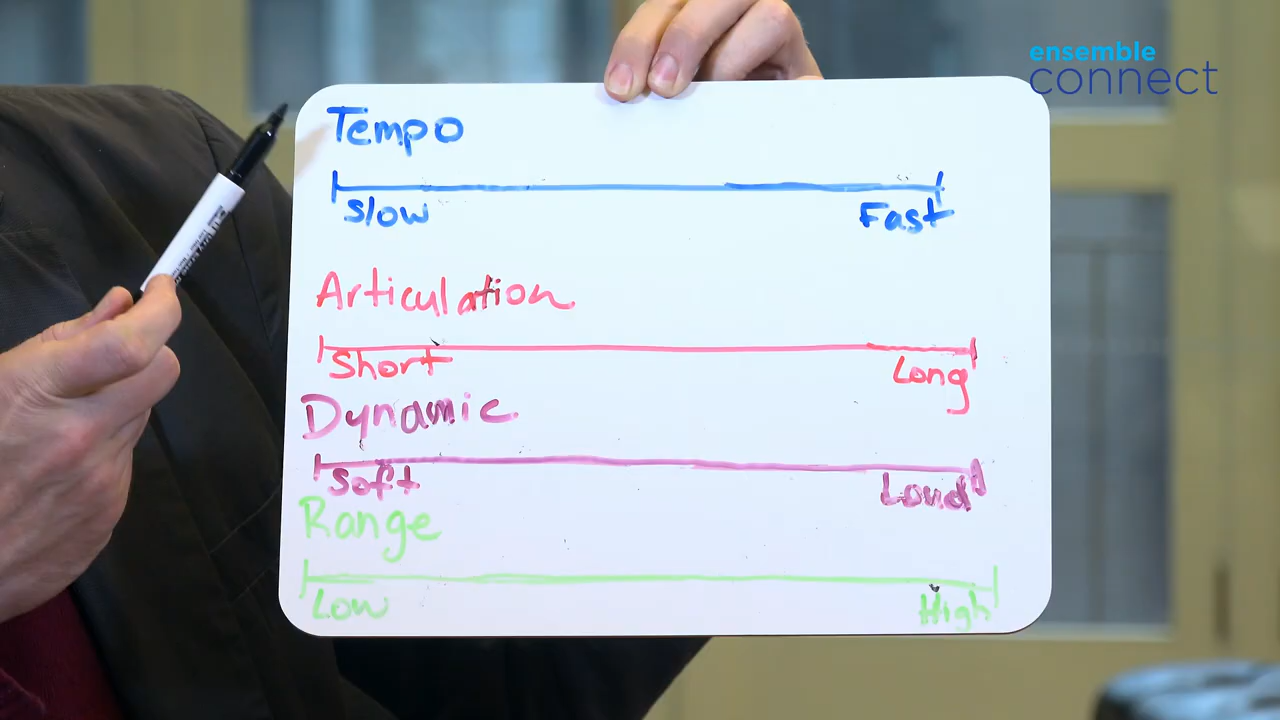 ensemble
connect
Tempo
Slow Fast
Articulation
Short Long
Dynamic
Soft Loud
Range
Low High